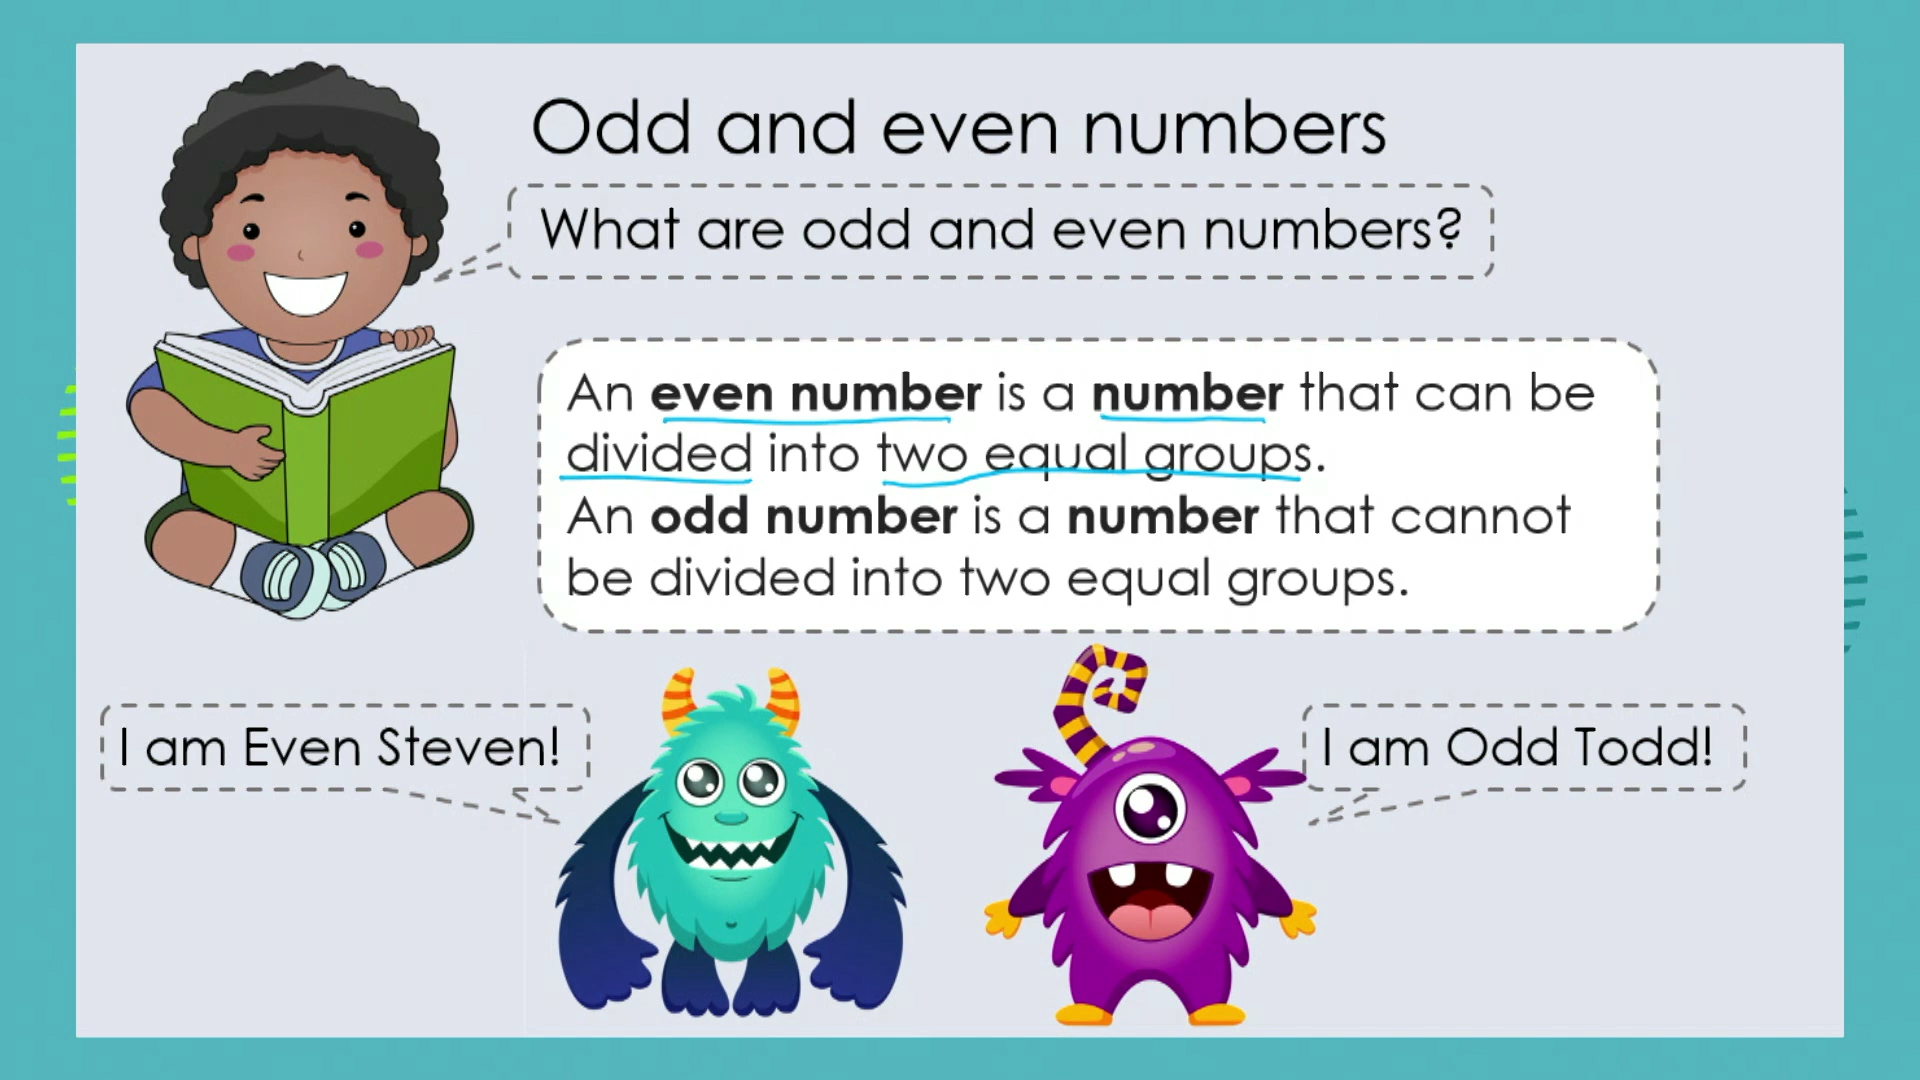 Odd and even numbers
What are odd and even numbers?
An even number is a number that can be
divided into two equal groups.
An odd number is a number that cannot
be divided into two equal groups.
I am Even Steven!
I am Odd Todd!